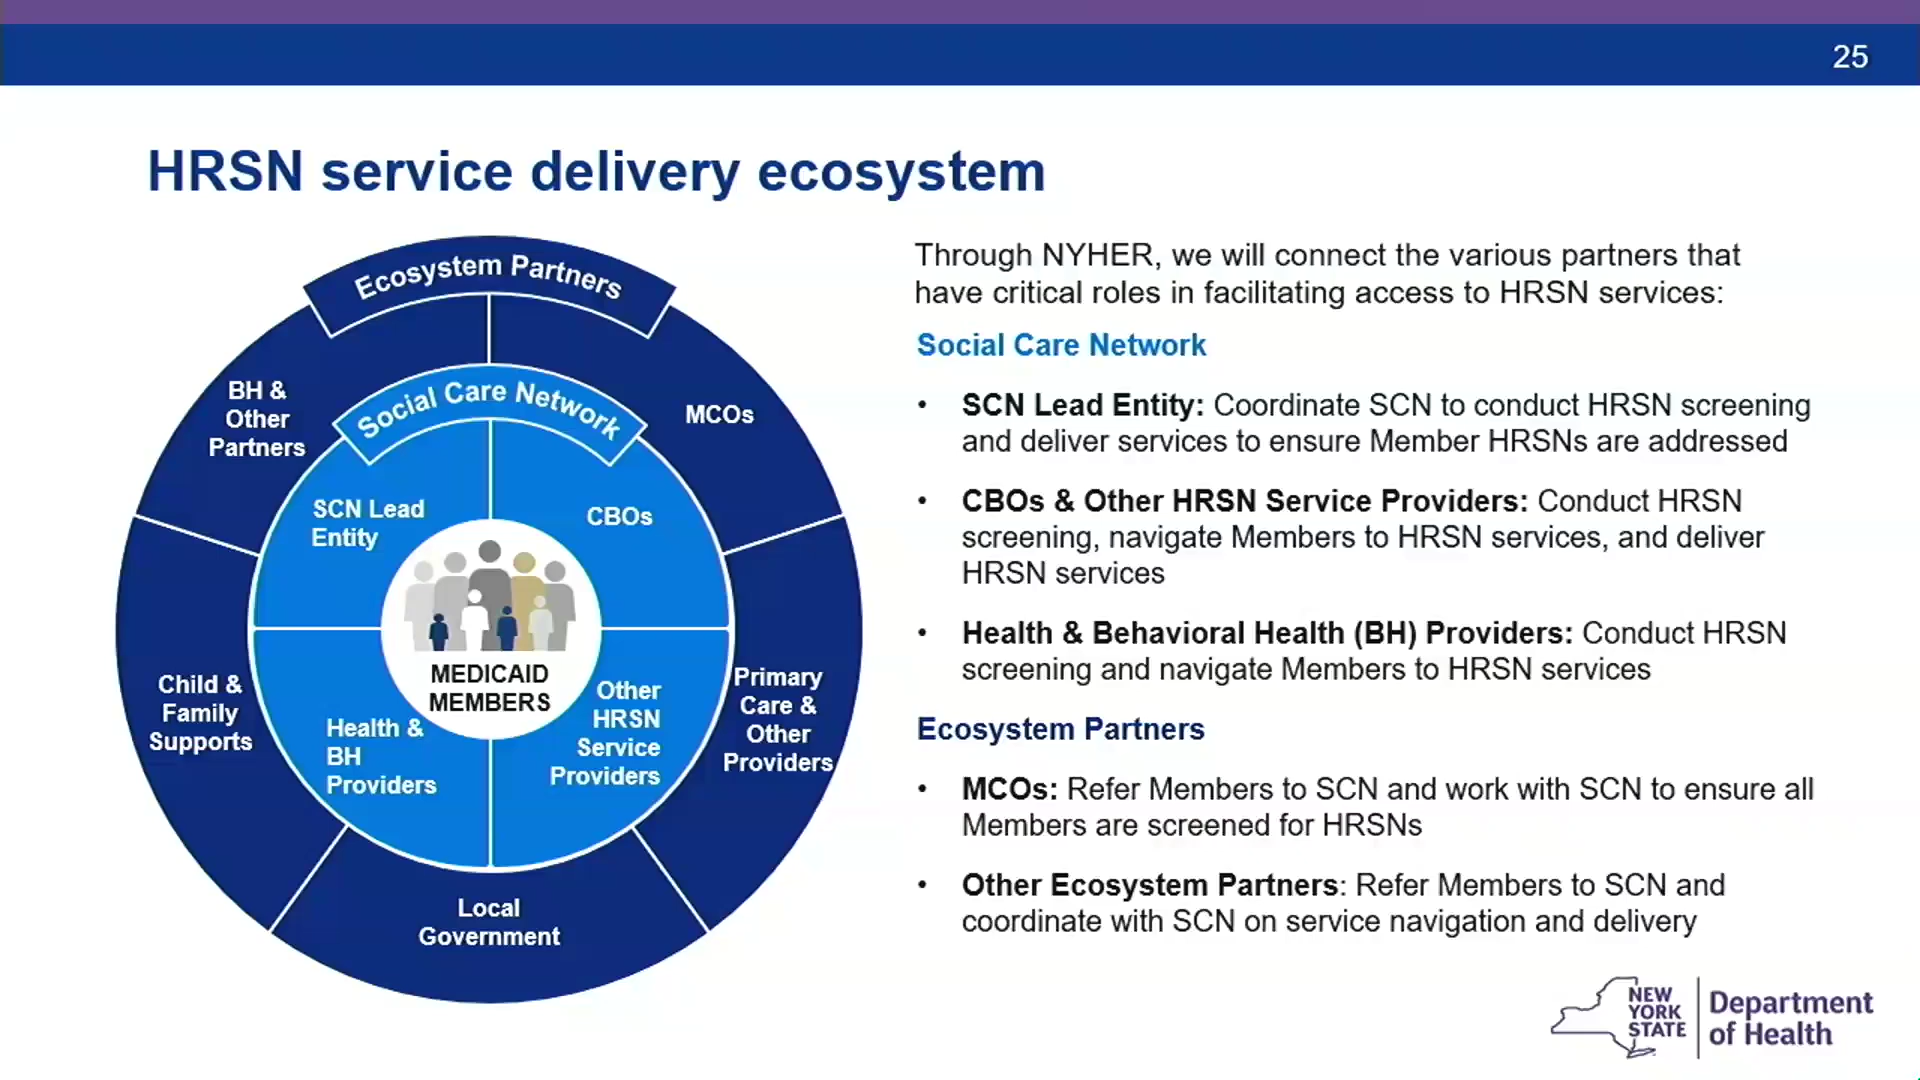 25
HRSN service delivery ecosystem
Ecosystem Partners
BH &
Other
Partners
MCOs
Social Care Network
SCN Lead
Entity
CBOs
MEDICAID
MEMBERS
Child &
Family
Supports
Health &
BH
Providers
Other
HRSN
Service
Providers
Primary
Care &
Other
Providers
Local
Government
Through NYHER, we will connect the various partners that
have critical roles in facilitating access to HRSN services:
Social Care Network
• SCN Lead Entity: Coordinate SCN to conduct HRSN screening
and deliver services to ensure Member HRSNs are addressed
• CBOs & Other HRSN Service Providers: Conduct HRSN
screening, navigate Members to HRSN services, and deliver
HRSN services
• Health & Behavioral Health (BH) Providers: Conduct HRSN
screening and navigate Members to HRSN services
Ecosystem Partners
• MCOs: Refer Members to SCN and work with SCN to ensure all
Members are screened for HRSNs
• Other Ecosystem Partners: Refer Members to SCN and
coordinate with SCN on service navigation and delivery
NEW
YORK
STATE
Department
of Health